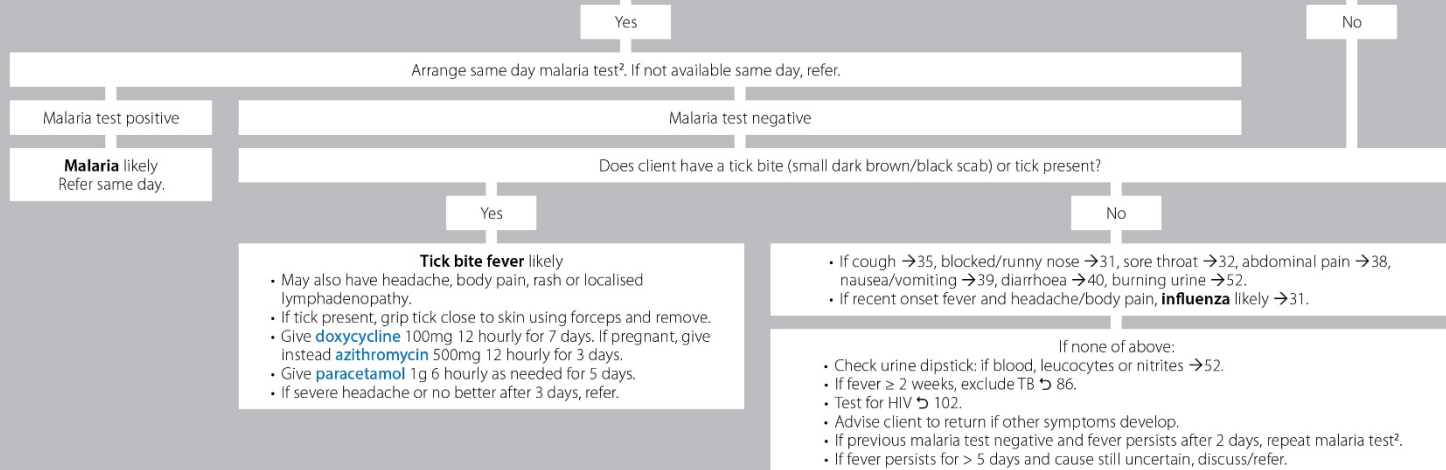 Yes
No
Arrange same day malaria test². If not available same day, refer.
Malaria test positive
Malaria test negative
Malaria likely
Refer same day.
Does client have a tick bite (small dark brown/black scab) or tick present?
Yes
No
Tick bite fever likely
• May also have headache, body pain, rash or localised
lymphadenopathy.
• If tick present, grip tick close to skin using forceps and remove.
• Give doxycycline 100mg 12 hourly for 7 days. If pregnant, give
instead azithromycin 500mg 12 hourly for 3 days.
• Give paracetamol 1g 6 hourly as needed for 5 days.
• If severe headache or no better after 3 days, refer.
• If cough →35, blocked/runny nose →31, sore throat →32, abdominal pain →38,
nausea/vomiting →39, diarrhoea →40, burning urine →52.
• If recent onset fever and headache/body pain, influenza likely →31.
If none of above:
• Check urine dipstick: if blood, leucocytes or nitrites →52.
• If fever ≥ 2 weeks, exclude TB ⮌ 86.
• Test for HIV ⮌ 102.
• Advise client to return if other symptoms develop.
• If previous malaria test negative and fever persists after 2 days, repeat malaria test².
• If fever persists for > 5 days and cause still uncertain, discuss/refer.